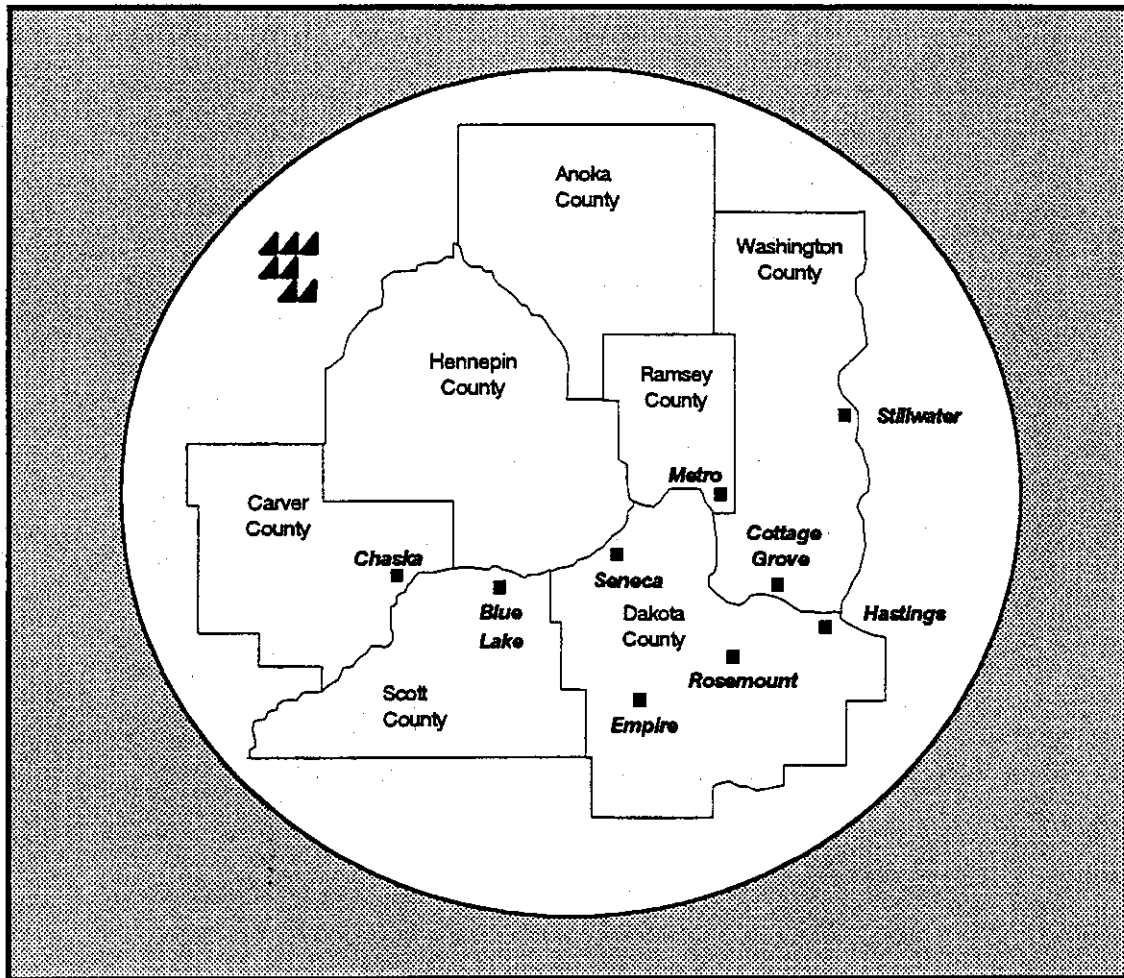 Anoka
County
Washington
County
Hennepin
County
Ramsey
County
Stillwater
Metro
Carver
County
Cottage
Grove
Chaska
Seneca
Blue
Lake
Hastings
Dakota
County
Rosemount
Scott
County
Empire